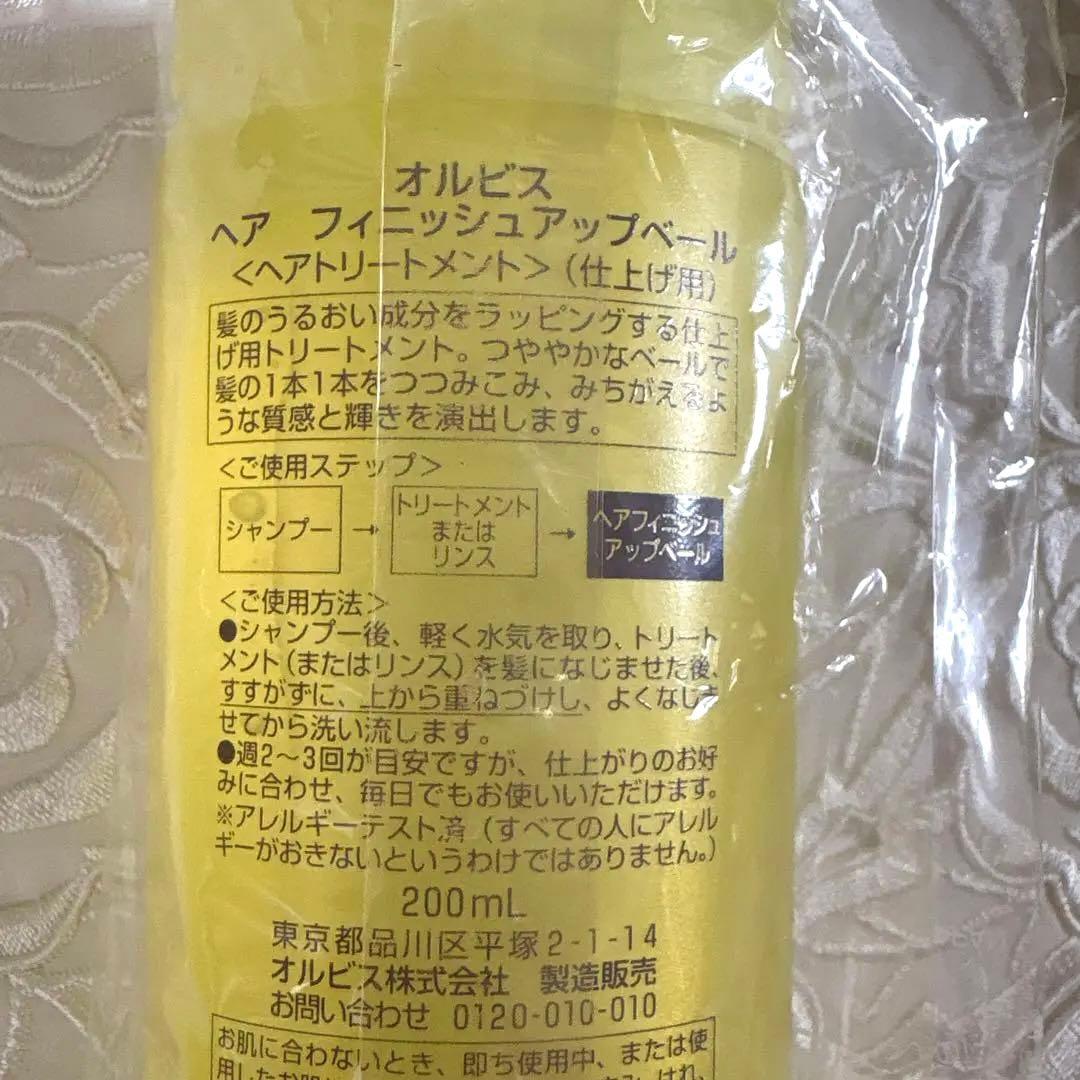 オルビス
ヘア フィニッシュアップベール
<ヘアトリートメント>(仕上げ用)
髪のうるおい成分をラッピングする仕上
げ用トリートメント。つややかなベールで
髪の1本1本をつつみこみ、みちがえるよ
うな質感と輝きを演出します。
<ご使用ステップ>
シャンプー → トリートメント または リンス → ヘアフィニッシュ アップベール
<ご使用方法>
●シャンプー後、軽く水気を取り、トリート
メント(またはリンス)を髪になじませた後、
すすがずに、上から重ねづけし、よくなじま
せてから洗い流します。
●週2〜3回が目安ですが、仕上がりのお好
みに合わせ、毎日でもお使いいただけます。
※アレルギーテスト済(すべての人にアレル
ギーがおきないというわけではありません。)
200mL
東京都品川区平塚2-1-14
オルビス株式会社 製造販売
お問い合わせ 0120-010-010
お肌に合わないとき、即ち使用中、または使
用したお肌